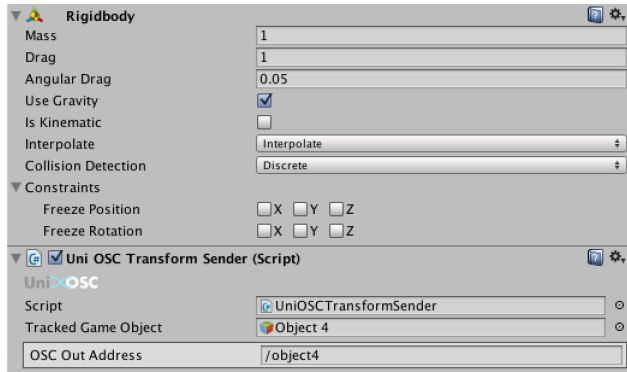 Rigidbody
Mass 1
Drag 1
Angular Drag 0.05
Use Gravity
Is Kinematic
Interpolate Interpolate
Collision Detection Discrete
Constraints
Freeze Position X Y Z
Freeze Rotation X Y Z
Uni OSC Transform Sender (Script)
UniOSC
Script UniOSCTransformSender
Tracked Game Object Object 4
OSC Out Address /object4